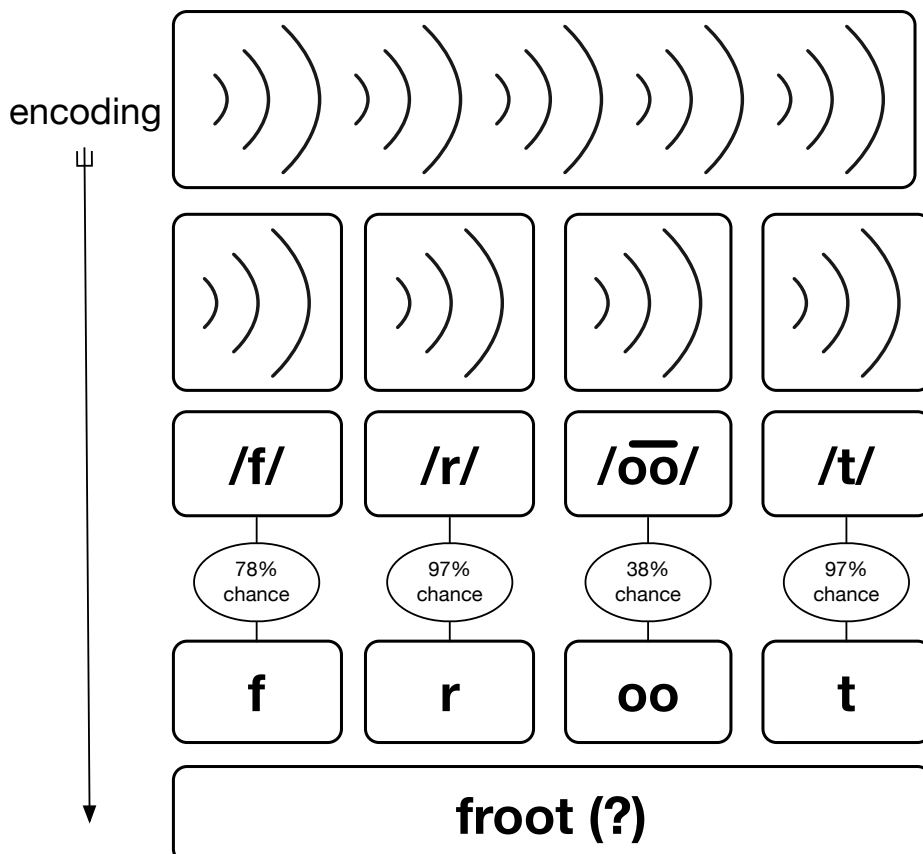 encoding
/f/ /r/ /o͞o/ /t/
78% chance
97% chance
38% chance
97% chance
f r oo t
froot (?)